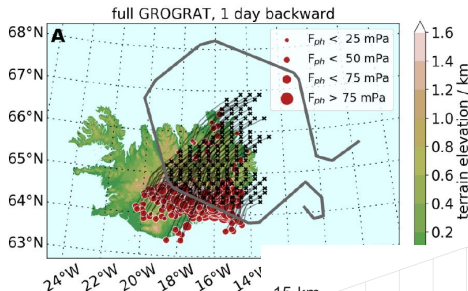 full GROGRAT, 1 day backward
A
68°N
67°N
66°N
65°N
64°N
63°N
F_ph < 25 mPa
F_ph < 50 mPa
F_ph < 75 mPa
F_ph > 75 mPa
24°W
22°W
20°W
18°W
16°W
1.6
1.4
1.2
1.0
0.8
0.6
0.4
0.2
terrain elevation / km